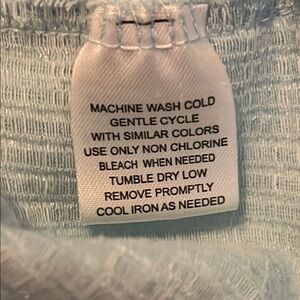 MACHINE WASH COLD
GENTLE CYCLE
WITH SIMILAR COLORS
USE ONLY NON CHLORINE
BLEACH WHEN NEEDED
TUMBLE DRY LOW
REMOVE PROMPTLY
COOL IRON AS NEEDED